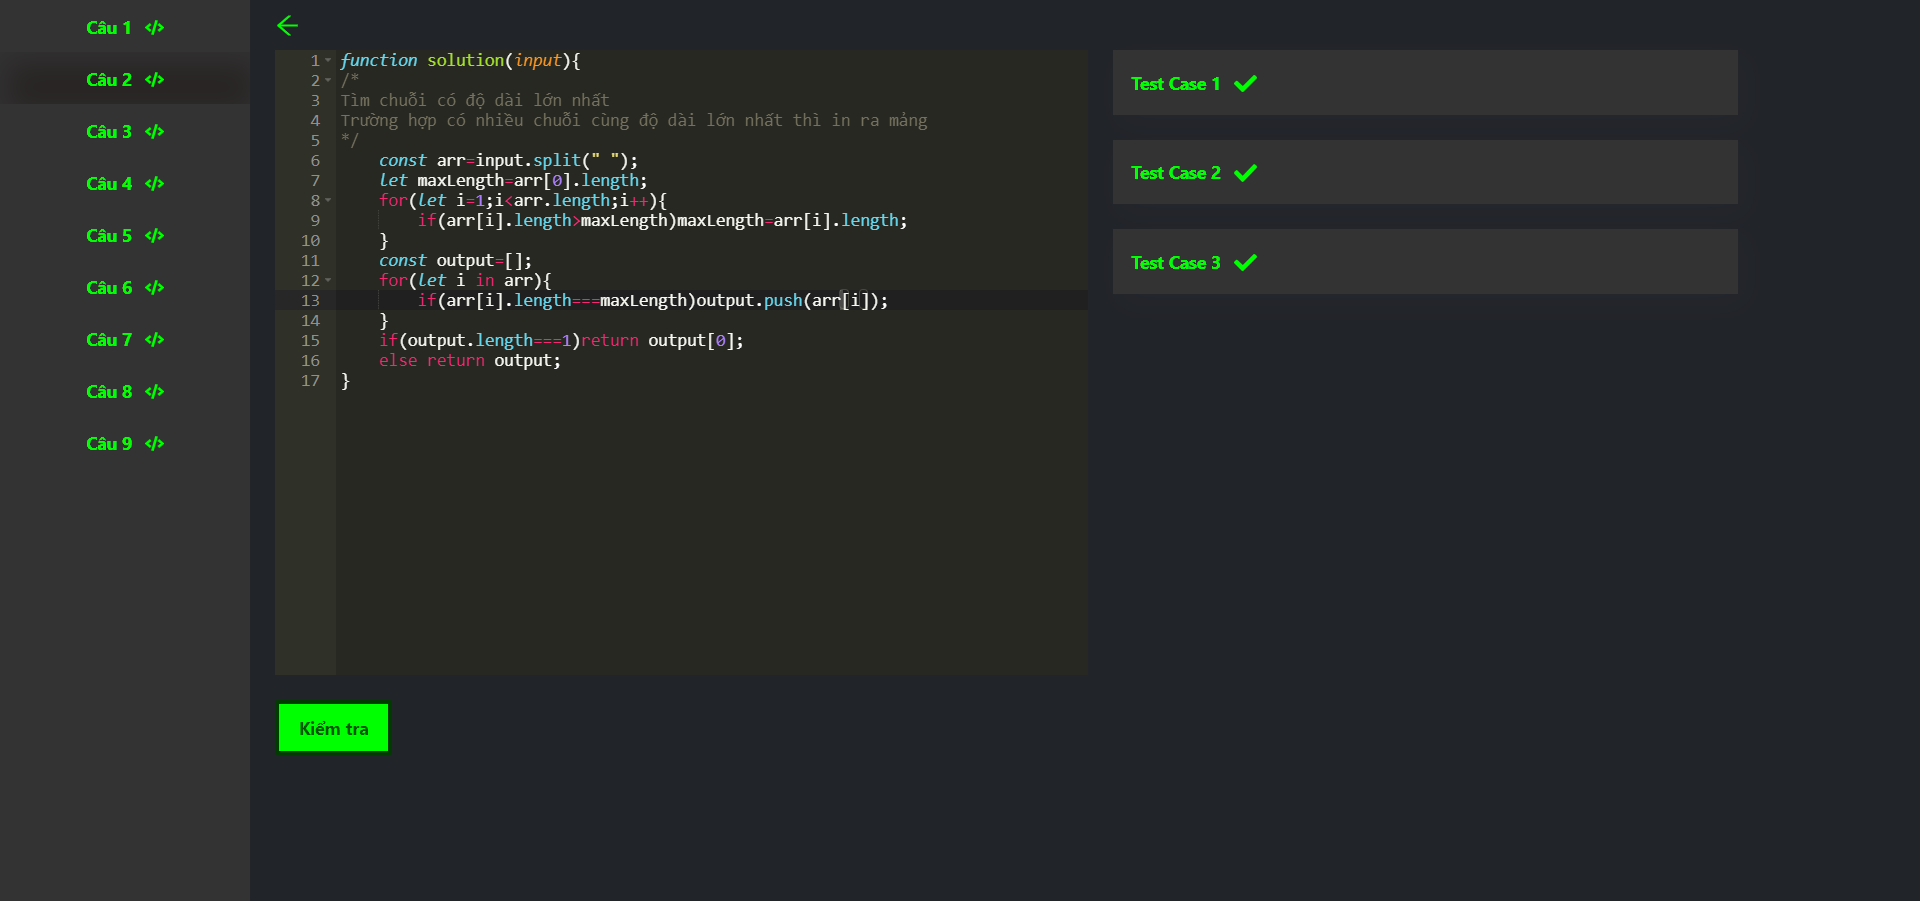 Câu 1 </>
Câu 2 </>
Câu 3 </>
Câu 4 </>
Câu 5 </>
Câu 6 </>
Câu 7 </>
Câu 8 </>
Câu 9 </>
1 function solution(input){
2 /*
3 Tìm chuỗi có độ dài lớn nhất
4 Trường hợp có nhiều chuỗi cùng độ dài lớn nhất thì in ra mảng
5 */
6     const arr=input.split(" ");
7     let maxLength=arr[0].length;
8     for(let i=1;i<arr.length;i++){
9         if(arr[i].length>maxLength)maxLength=arr[i].length;
10     }
11     const output=[];
12     for(let i in arr){
13         if(arr[i].length===maxLength)output.push(arr[i]);
14     }
15     if(output.length===1)return output[0];
16     else return output;
17 }
Kiểm tra
Test Case 1
Test Case 2
Test Case 3